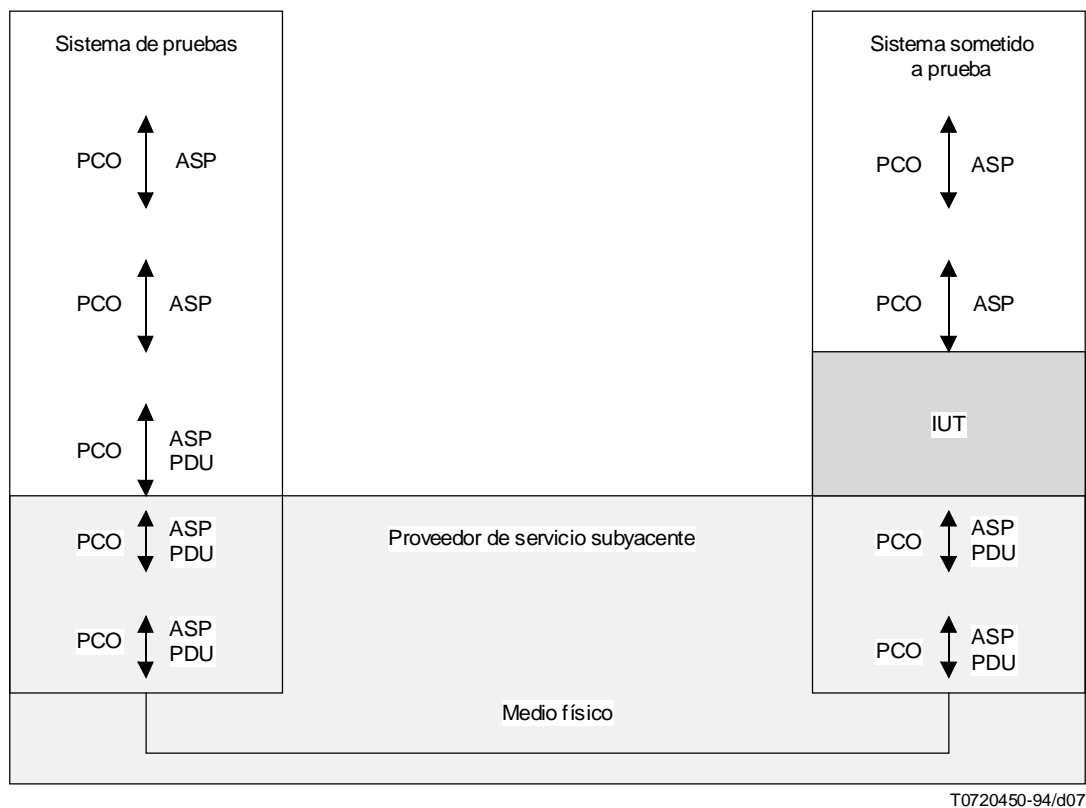 Sistema de pruebas
Sistema sometido
a prueba
PCO
ASP
PCO
ASP
PCO
ASP
PCO
ASP
IUT
PCO
ASP
PDU
PCO
ASP
PDU
Proveedor de servicio subyacente
PCO
ASP
PDU
PCO
ASP
PDU
PCO
ASP
PDU
Medio físico
T0720450-94/d07